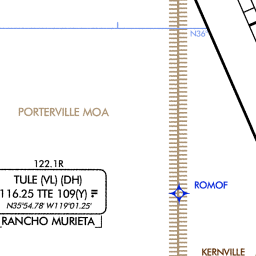 N36°
PORTERVILLE MOA
122.1R
TULE (VL) (DH)
116.25 TTE 109(Y)
N35°54.78' W119°01.25'
RANCHO MURIETA
ROMOF
KERNVILLE